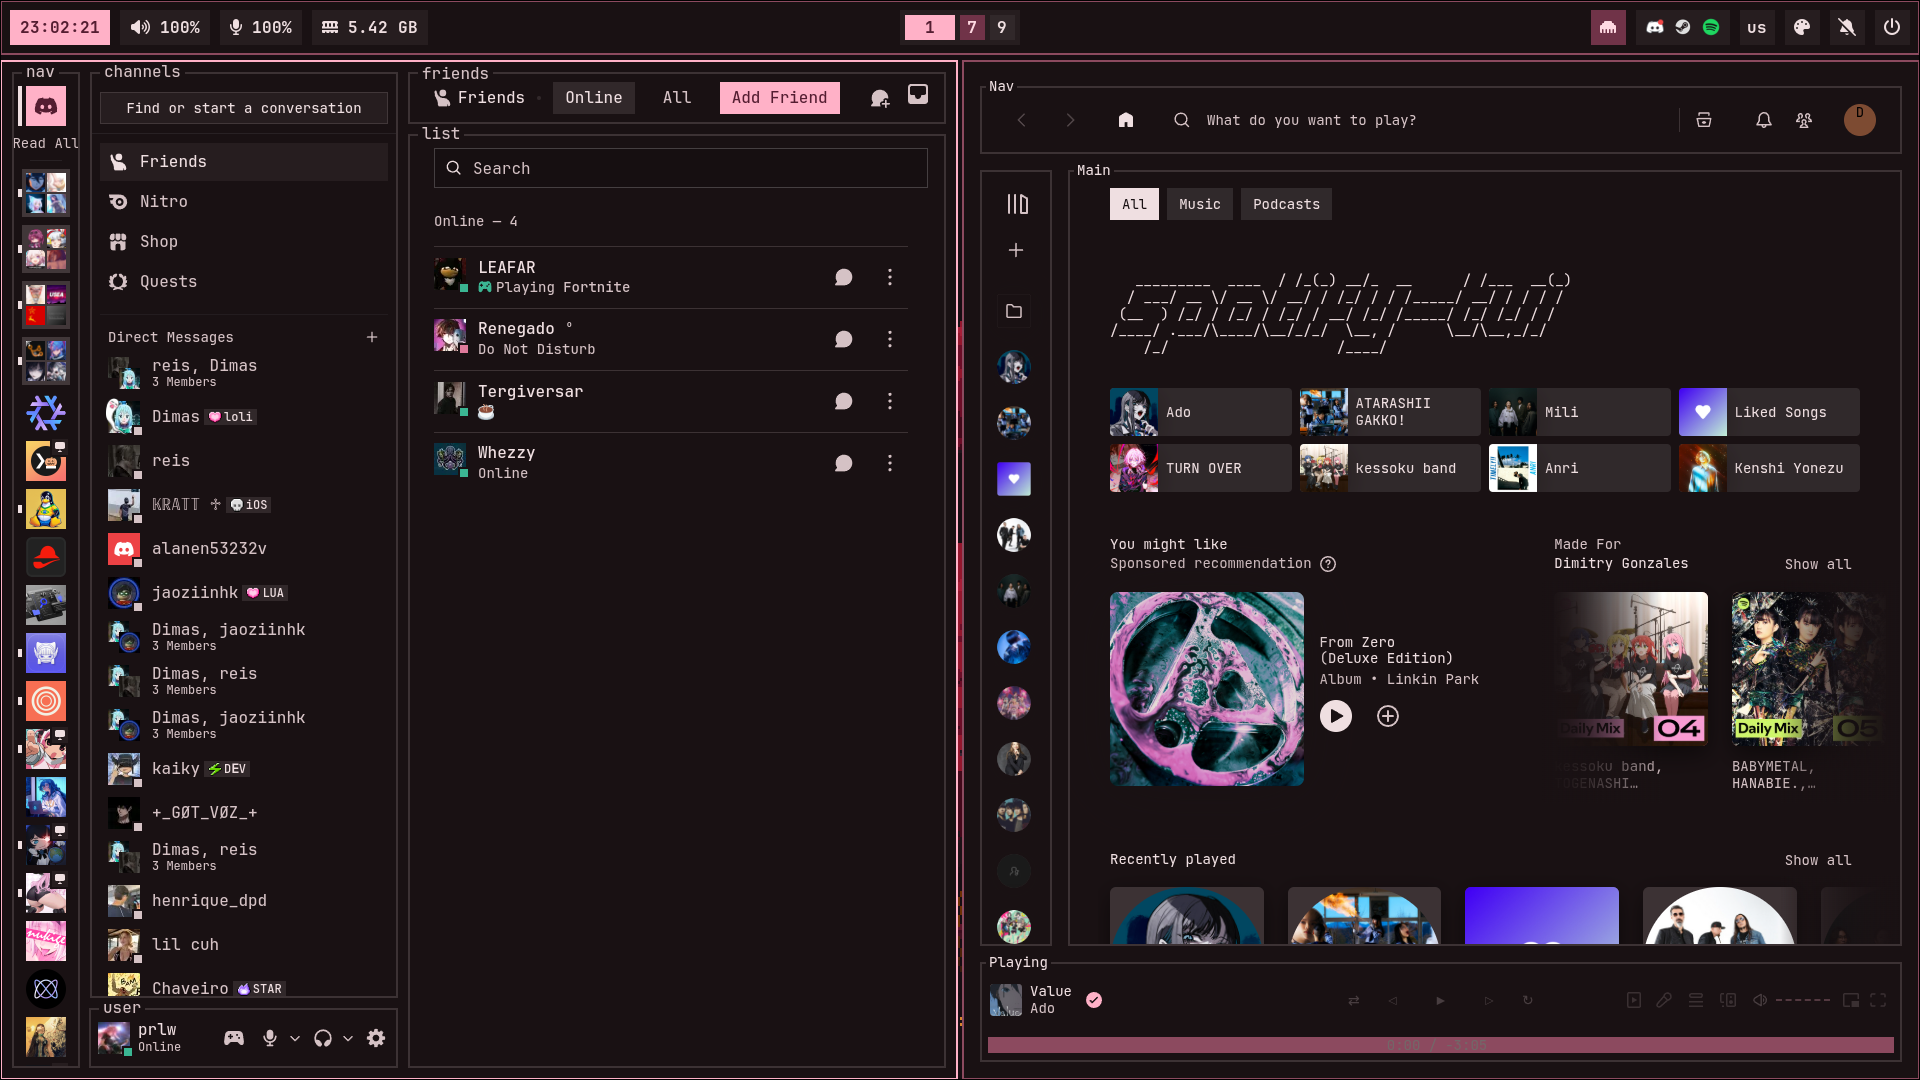 23:02:21
100%
100%
5.42 GB
1
7
9
us
nav
Read All
channels
Find or start a conversation
Friends
Nitro
Shop
Quests
Direct Messages
reis, Dimas
3 Members
Dimas loli
reis
𝕂ℝ𝔸𝕋𝕋 ♱ iOS
alanen53232v
jaoziinhk LUA
Dimas, jaoziinhk
3 Members
Dimas, reis
3 Members
Dimas, jaoziinhk
3 Members
kaiky DEV
+_GØT_VØZ_+
Dimas, reis
3 Members
henrique_dpd
lil cuh
Chaveiro STAR
user
prlw
Online
friends
Friends
Online
All
Add Friend
list
Search
Online — 4
LEAFAR
Playing Fortnite
Renegado °
Do Not Disturb
Tergiversar
Whezzy
Online
Nav
What do you want to play?
D
Main
All
Music
Podcasts
Ado
ATARASHII
GAKKO!
Mili
Liked Songs
TURN OVER
kessoku band
Anri
Kenshi Yonezu
You might like
Sponsored recommendation
Made For
Dimitry Gonzales
Show all
From Zero
(Deluxe Edition)
Album • Linkin Park
Daily Mix 04
kessoku band,
TOGENASHI…
Daily Mix 05
BABYMETAL,
HANABIE.,…
Recently played
Show all
Playing
Value
Ado
0:00 / -3:05